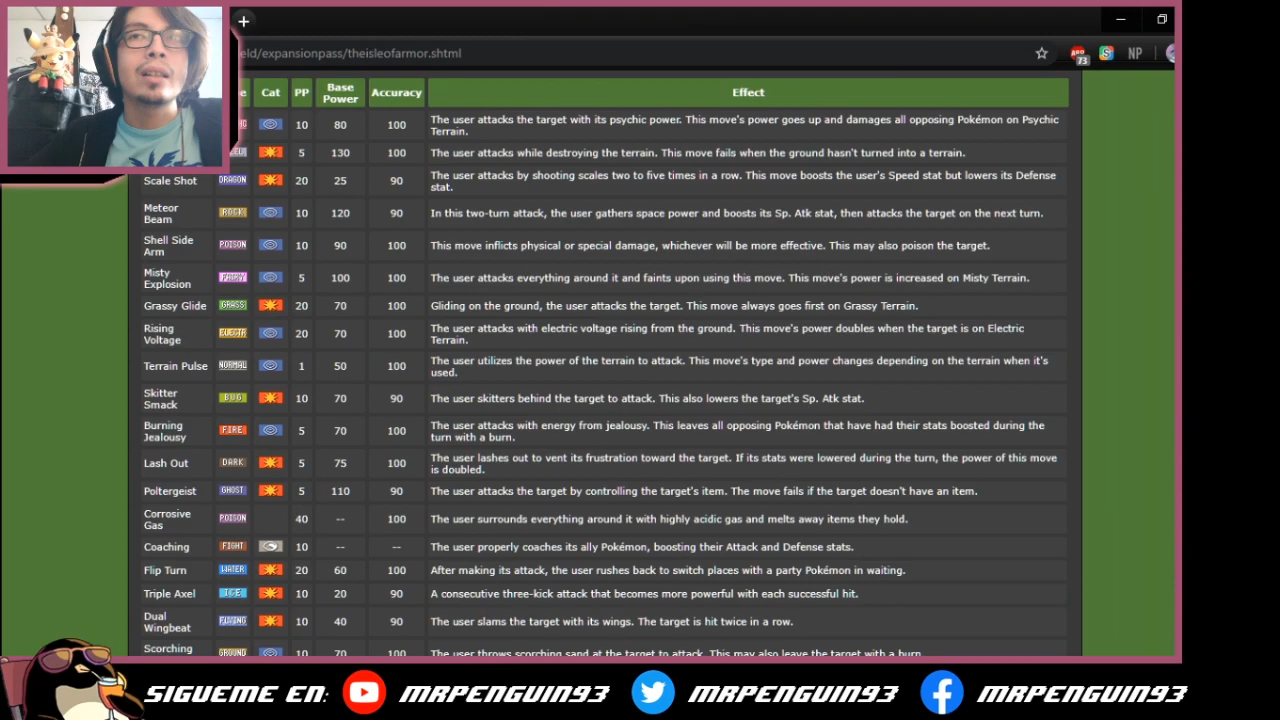 eld/expansionpass/theisleofarmor.shtml
73
NP
e Cat PP Base Power Accuracy Effect
10 80 100 The user attacks the target with its psychic power. This move's power goes up and damages all opposing Pokémon on Psychic
Terrain.
5 130 100 The user attacks while destroying the terrain. This move fails when the ground hasn't turned into a terrain.
Scale Shot DRAGON 20 25 90 The user attacks by shooting scales two to five times in a row. This move boosts the user's Speed stat but lowers its Defense
stat.
Meteor
Beam ROCK 10 120 90 In this two-turn attack, the user gathers space power and boosts its Sp. Atk stat, then attacks the target on the next turn.
Shell Side
Arm POISON 10 90 100 This move inflicts physical or special damage, whichever will be more effective. This may also poison the target.
Misty
Explosion FAIRY 5 100 100 The user attacks everything around it and faints upon using this move. This move's power is increased on Misty Terrain.
Grassy Glide GRASS 20 70 100 Gliding on the ground, the user attacks the target. This move always goes first on Grassy Terrain.
Rising
Voltage ELECTR 20 70 100 The user attacks with electric voltage rising from the ground. This move's power doubles when the target is on Electric
Terrain.
Terrain Pulse NORMAL 1 50 100 The user utilizes the power of the terrain to attack. This move's type and power changes depending on the terrain when it's
used.
Skitter
Smack BUG 10 70 90 The user skitters behind the target to attack. This also lowers the target's Sp. Atk stat.
Burning
Jealousy FIRE 5 70 100 The user attacks with energy from jealousy. This leaves all opposing Pokémon that have had their stats boosted during the
turn with a burn.
Lash Out DARK 5 75 100 The user lashes out to vent its frustration toward the target. If its stats were lowered during the turn, the power of this move
is doubled.
Poltergeist GHOST 5 110 90 The user attacks the target by controlling the target's item. The move fails if the target doesn't have an item.
Corrosive
Gas POISON 40 -- 100 The user surrounds everything around it with highly acidic gas and melts away items they hold.
Coaching FIGHT 10 -- -- The user properly coaches its ally Pokémon, boosting their Attack and Defense stats.
Flip Turn WATER 20 60 100 After making its attack, the user rushes back to switch places with a party Pokémon in waiting.
Triple Axel ICE 10 20 90 A consecutive three-kick attack that becomes more powerful with each successful hit.
Dual
Wingbeat FLYING 10 40 90 The user slams the target with its wings. The target is hit twice in a row.
Scorching GROUND 10 70 100 The user throws scorching sand at the target to attack. This may also leave the target with a burn.
SIGUEME EN: MRPENGUIN93 MRPENGUIN93 MRPENGUIN93